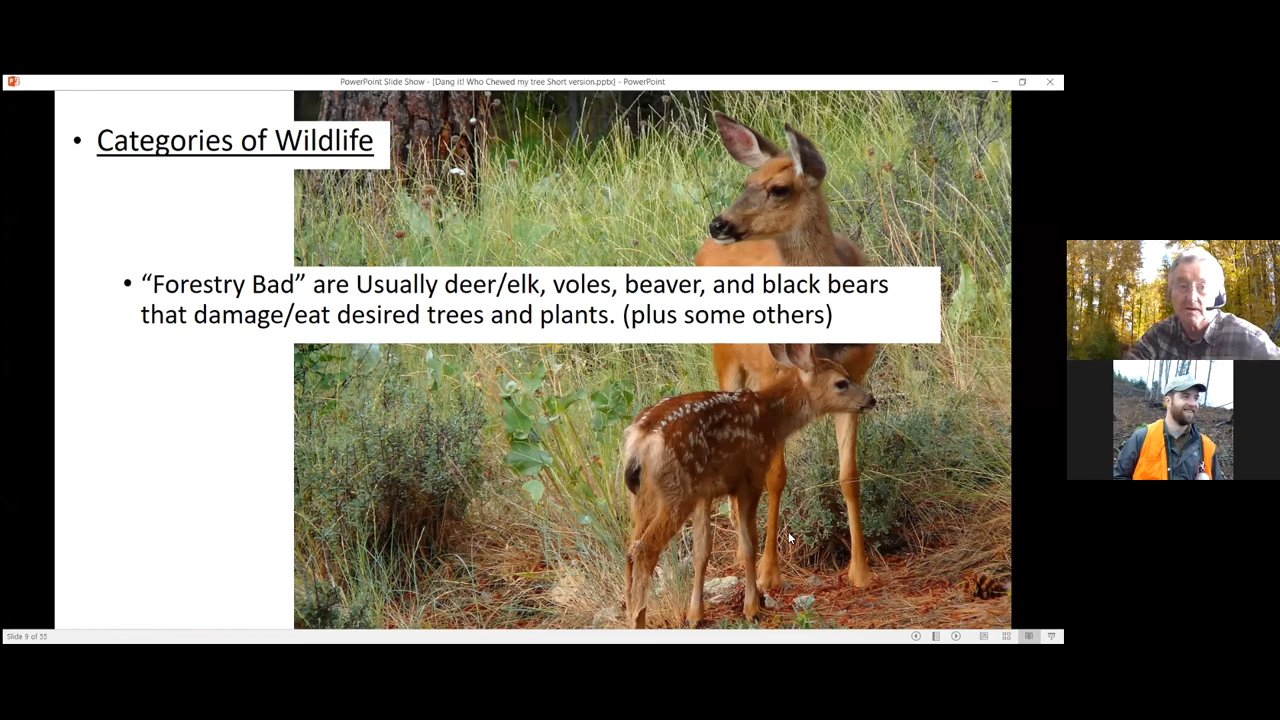 PowerPoint Slide Show - [Dang it! Who Chewed my tree Short version.pptx] - PowerPoint
• Categories of Wildlife
• “Forestry Bad” are Usually deer/elk, voles, beaver, and black bears
that damage/eat desired trees and plants. (plus some others)
Slide 9 of 55